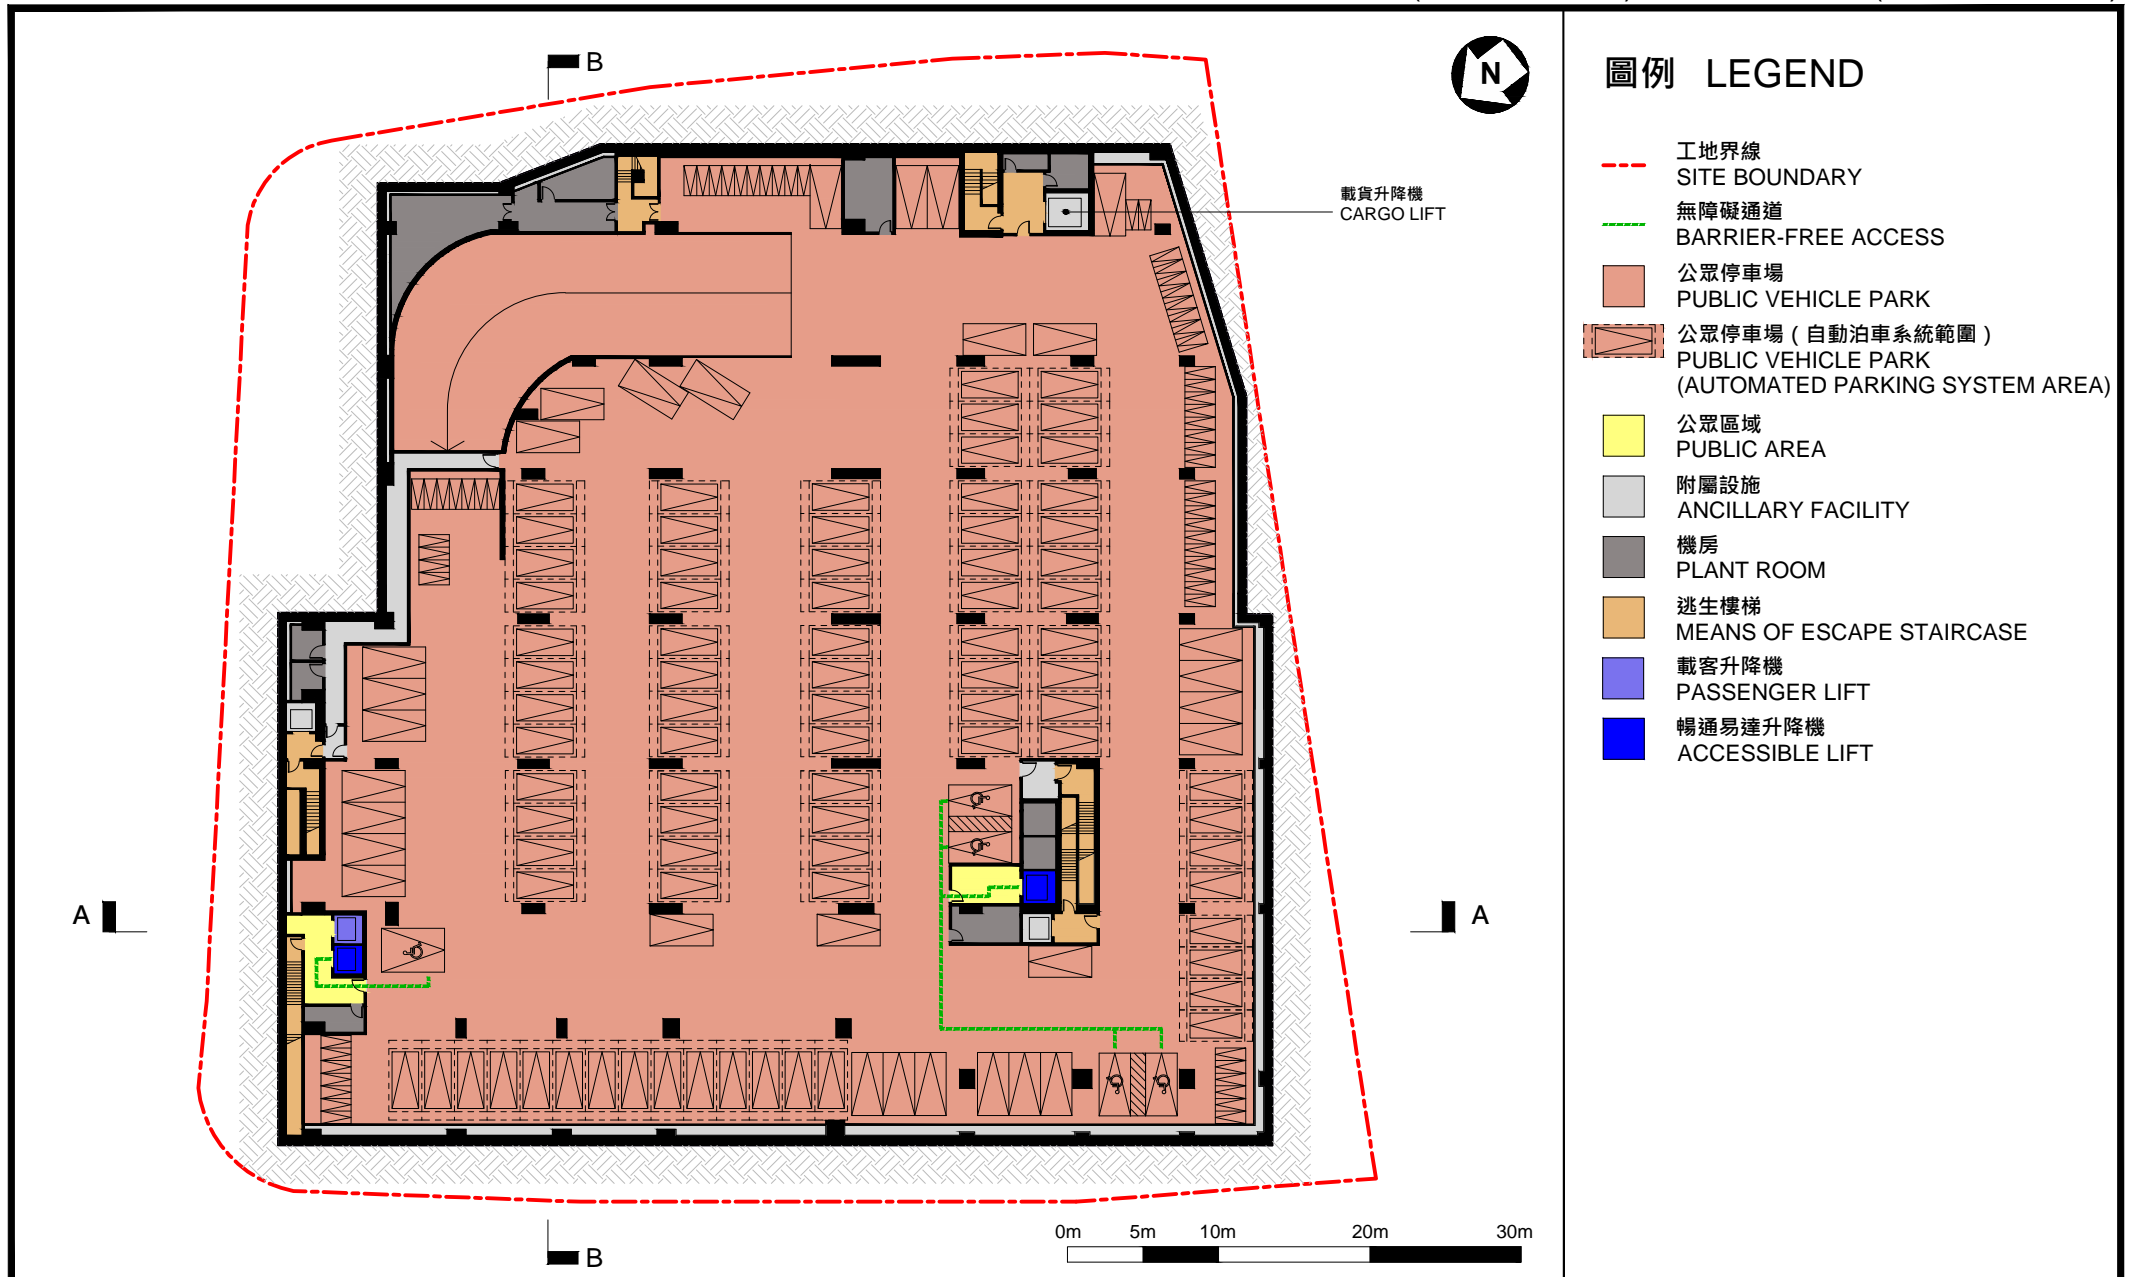 B
N
載貨升降機
CARGO LIFT
A
A
B
0m 5m 10m 20m 30m
圖例 LEGEND
工地界線
SITE BOUNDARY
無障礙通道
BARRIER-FREE ACCESS
公眾停車場
PUBLIC VEHICLE PARK
公眾停車場（自動泊車系統範圍）
PUBLIC VEHICLE PARK
(AUTOMATED PARKING SYSTEM AREA)
公眾區域
PUBLIC AREA
附屬設施
ANCILLARY FACILITY
機房
PLANT ROOM
逃生樓梯
MEANS OF ESCAPE STAIRCASE
載客升降機
PASSENGER LIFT
暢通易達升降機
ACCESSIBLE LIFT